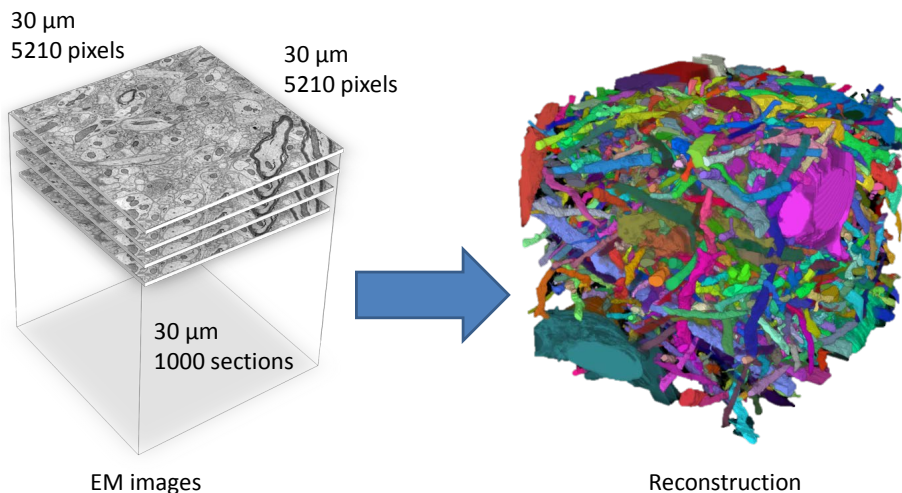 30 µm
5210 pixels
30 µm
5210 pixels
30 µm
1000 sections
EM images
Reconstruction